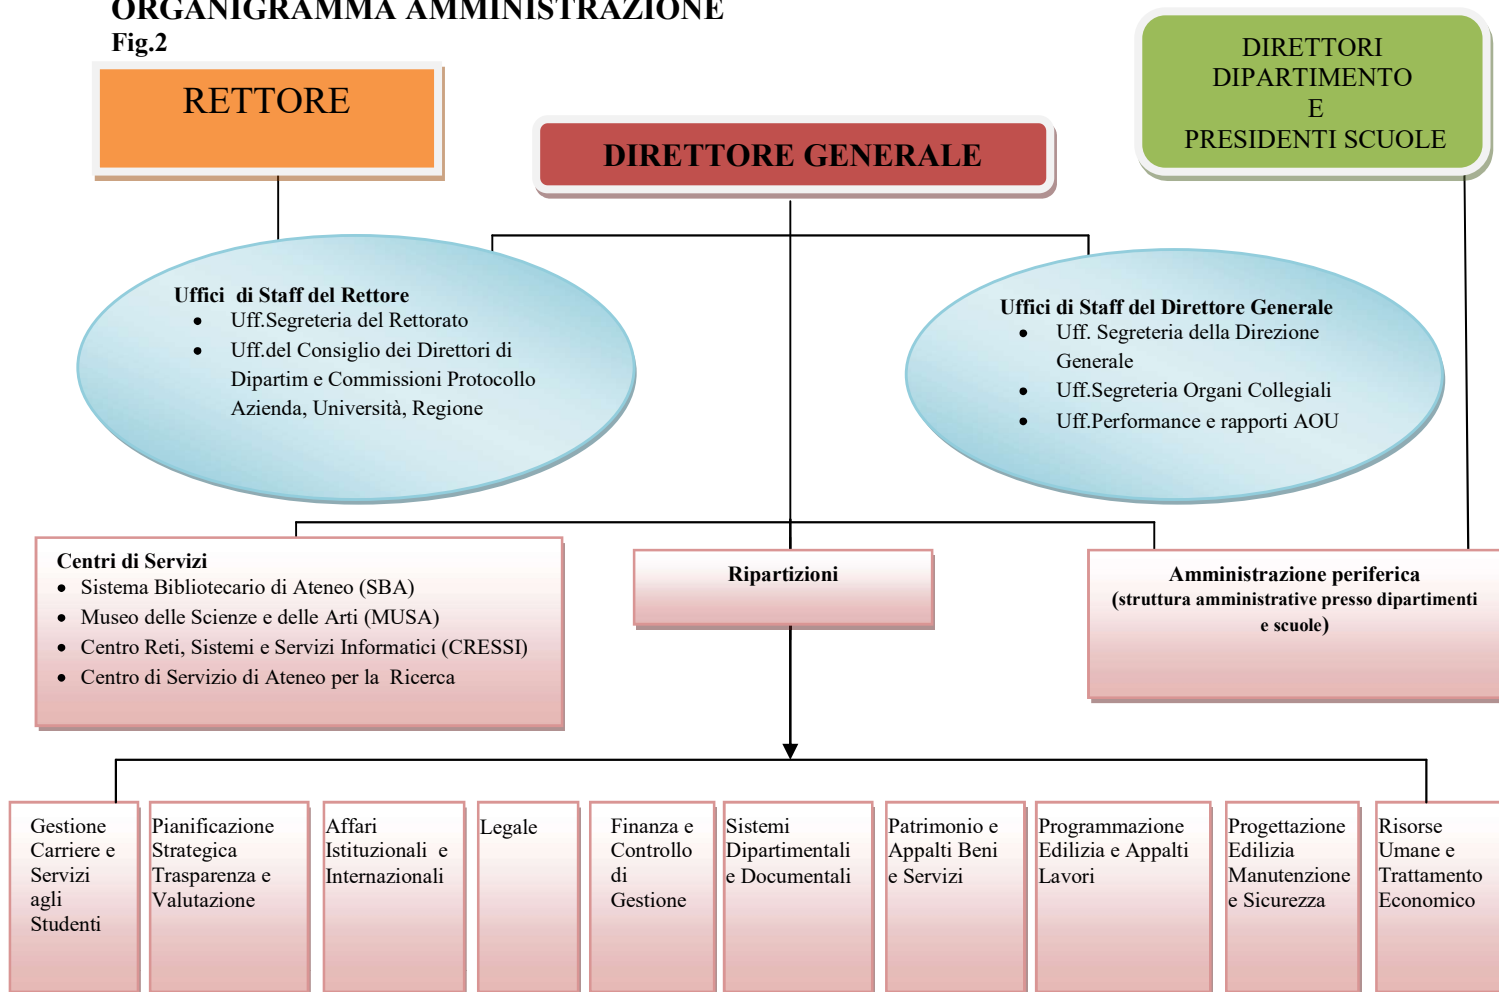 ORGANIGRAMMA AMMINISTRAZIONE
Fig.2
RETTORE
DIRETTORE GENERALE
DIRETTORI
DIPARTIMENTO
E
PRESIDENTI SCUOLE
Uffici di Staff del Rettore
• Uff.Segreteria del Rettorato
• Uff.del Consiglio dei Direttori di
Dipartim e Commissioni Protocollo
Azienda, Università, Regione
Uffici di Staff del Direttore Generale
• Uff. Segreteria della Direzione
Generale
• Uff.Segreteria Organi Collegiali
• Uff.Performance e rapporti AOU
Centri di Servizi
• Sistema Bibliotecario di Ateneo (SBA)
• Museo delle Scienze e delle Arti (MUSA)
• Centro Reti, Sistemi e Servizi Informatici (CRESSI)
• Centro di Servizio di Ateneo per la Ricerca
Ripartizioni
Amministrazione periferica
(struttura amministrative presso dipartimenti
e scuole)
Gestione
Carriere e
Servizi
agli
Studenti
Pianificazione
Strategica
Trasparenza e
Valutazione
Affari
Istituzionali e
Internazionali
Legale
Finanza e
Controllo
di
Gestione
Sistemi
Dipartimentali
e Documentali
Patrimonio e
Appalti Beni
e Servizi
Programmazione
Edilizia e Appalti
Lavori
Progettazione
Edilizia
Manutenzione
e Sicurezza
Risorse
Umane e
Trattamento
Economico